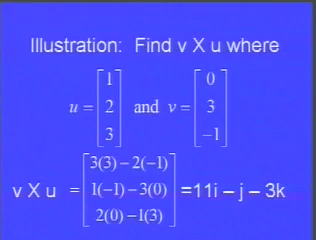 Illustration: Find v X u where
u = [1 2 3] and v = [0 3 -1]
v X u = [3(3) – 2(-1) 1(-1) – 3(0) 2(0) – 1(3)] =11i – j – 3k